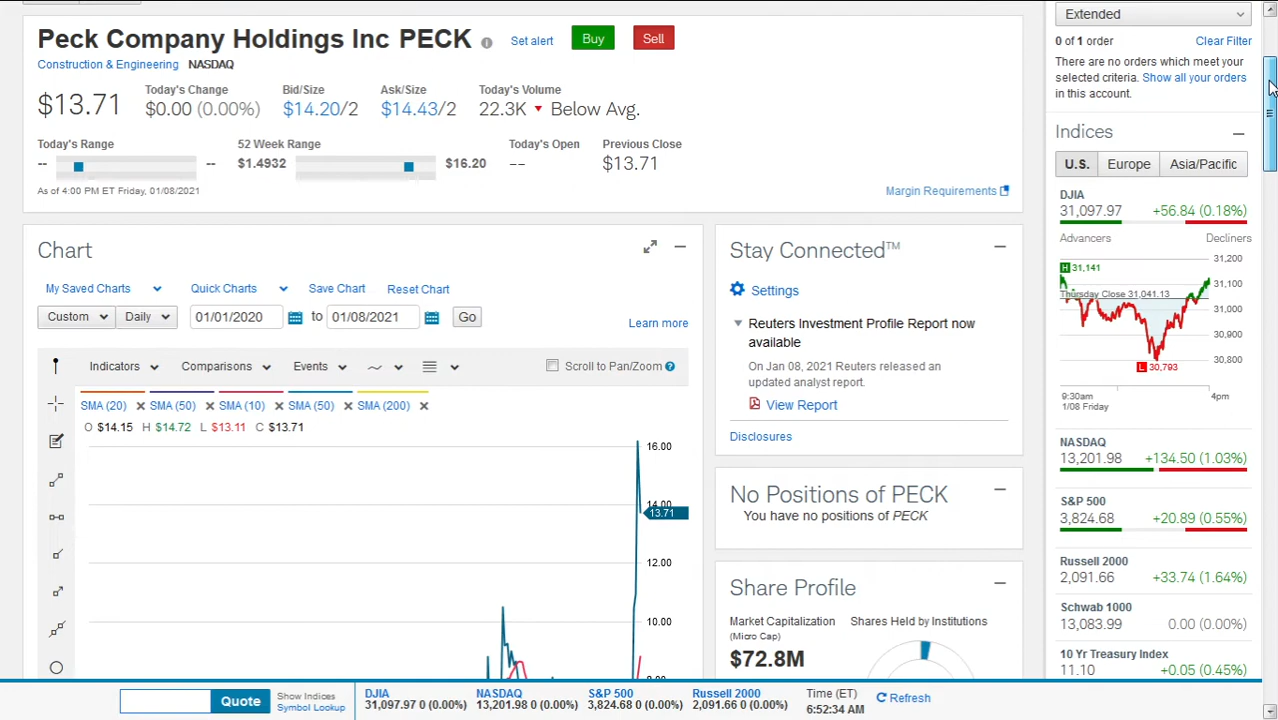 Peck Company Holdings Inc PECK
Set alert
Buy
Sell
Construction & Engineering NASDAQ
$13.71
Today's Change
$0.00 (0.00%)
Bid/Size
$14.20/2
Ask/Size
$14.43/2
Today's Volume
22.3K Below Avg.
Today's Range
-- --
52 Week Range
$1.4932 $16.20
Today's Open
--
Previous Close
$13.71
As of 4:00 PM ET Friday, 01/08/2021
Margin Requirements
Chart
My Saved Charts Quick Charts Save Chart Reset Chart
Custom Daily 01/01/2020 to 01/08/2021 Go
Learn more
Indicators Comparisons Events Scroll to Pan/Zoom
SMA (20) SMA (50) SMA (10) SMA (50) SMA (200)
O $14.15 H $14.72 L $13.11 C $13.71
16.00
14.00
13.71
12.00
10.00
Stay Connected™
Settings
Reuters Investment Profile Report now
available
On Jan 08, 2021 Reuters released an
updated analyst report.
View Report
Disclosures
No Positions of PECK
You have no positions of PECK
Share Profile
Market Capitalization
(Micro Cap)
$72.8M
Shares Held by Institutions
Extended
0 of 1 order Clear Filter
There are no orders which meet your
selected criteria. Show all your orders
in this account.
Indices
U.S. Europe Asia/Pacific
DJIA
31,097.97 +56.84 (0.18%)
Advancers Decliners
31,200
H 31,141
31,100
Thursday Close 31,041.13
31,000
30,900
30,800
L 30,793
9:30am 4pm
1/08 Friday
NASDAQ
13,201.98 +134.50 (1.03%)
S&P 500
3,824.68 +20.89 (0.55%)
Russell 2000
2,091.66 +33.74 (1.64%)
Schwab 1000
13,083.99 0.00 (0.00%)
10 Yr Treasury Index
11.10 +0.05 (0.45%)
Quote
Show Indices
Symbol Lookup
DJIA
31,097.97 0 (0.00%)
NASDAQ
13,201.98 0 (0.00%)
S&P 500
3,824.68 0 (0.00%)
Russell 2000
2,091.66 0 (0.00%)
Time (ET)
6:52:34 AM
Refresh